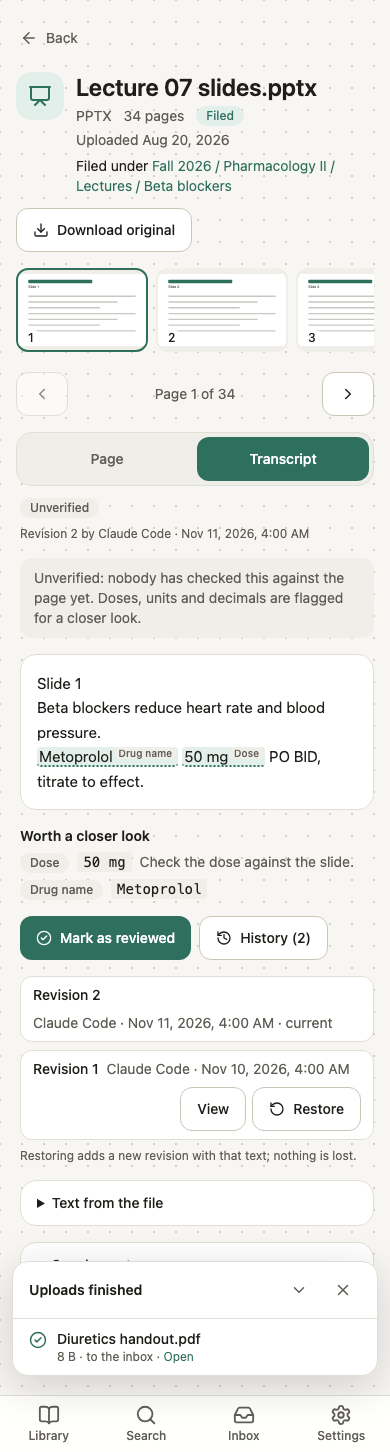 Back
Lecture 07 slides.pptx
PPTX 34 pages Filed
Uploaded Aug 20, 2026
Filed under Fall 2026 / Pharmacology II /
Lectures / Beta blockers
Download original
Slide 1
1
Slide 2
2
3
Page 1 of 34
Page
Transcript
Unverified
Revision 2 by Claude Code · Nov 11, 2026, 4:00 AM
Unverified: nobody has checked this against the
page yet. Doses, units and decimals are flagged
for a closer look.
Slide 1
Beta blockers reduce heart rate and blood
pressure.
Metoprolol Drug name 50 mg Dose PO BID,
titrate to effect.
Worth a closer look
Dose 50 mg Check the dose against the slide.
Drug name Metoprolol
Mark as reviewed
History (2)
Revision 2
Claude Code · Nov 11, 2026, 4:00 AM · current
Revision 1 Claude Code · Nov 10, 2026, 4:00 AM
View
Restore
Restoring adds a new revision with that text; nothing is lost.
Text from the file
Uploads finished
Diuretics handout.pdf
8 B · to the inbox · Open
Library
Search
Inbox
Settings